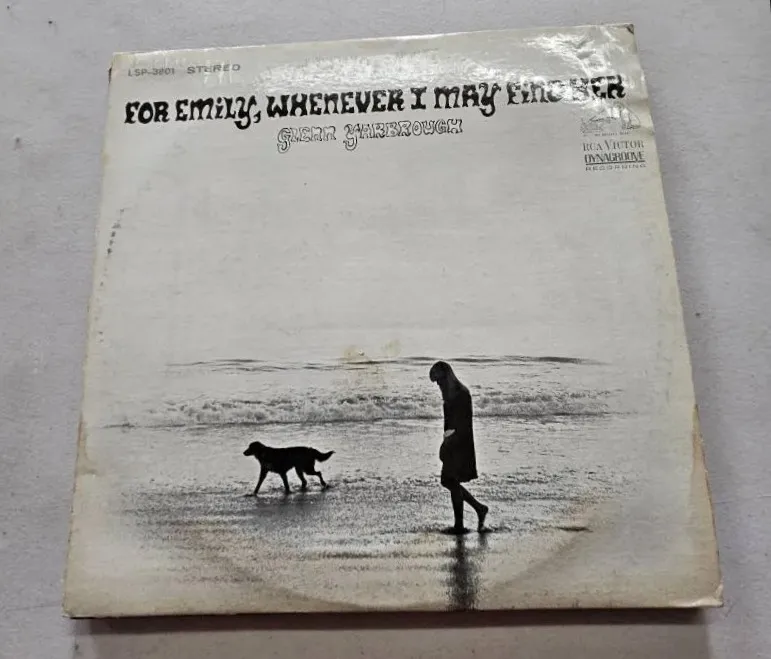 LSP-3801 STEREO
FOR EMILY, WHENEVER I MAY FIND HER
GLENN YARBROUGH
RCA VICTOR
DYNAGROOVE
RECORDING